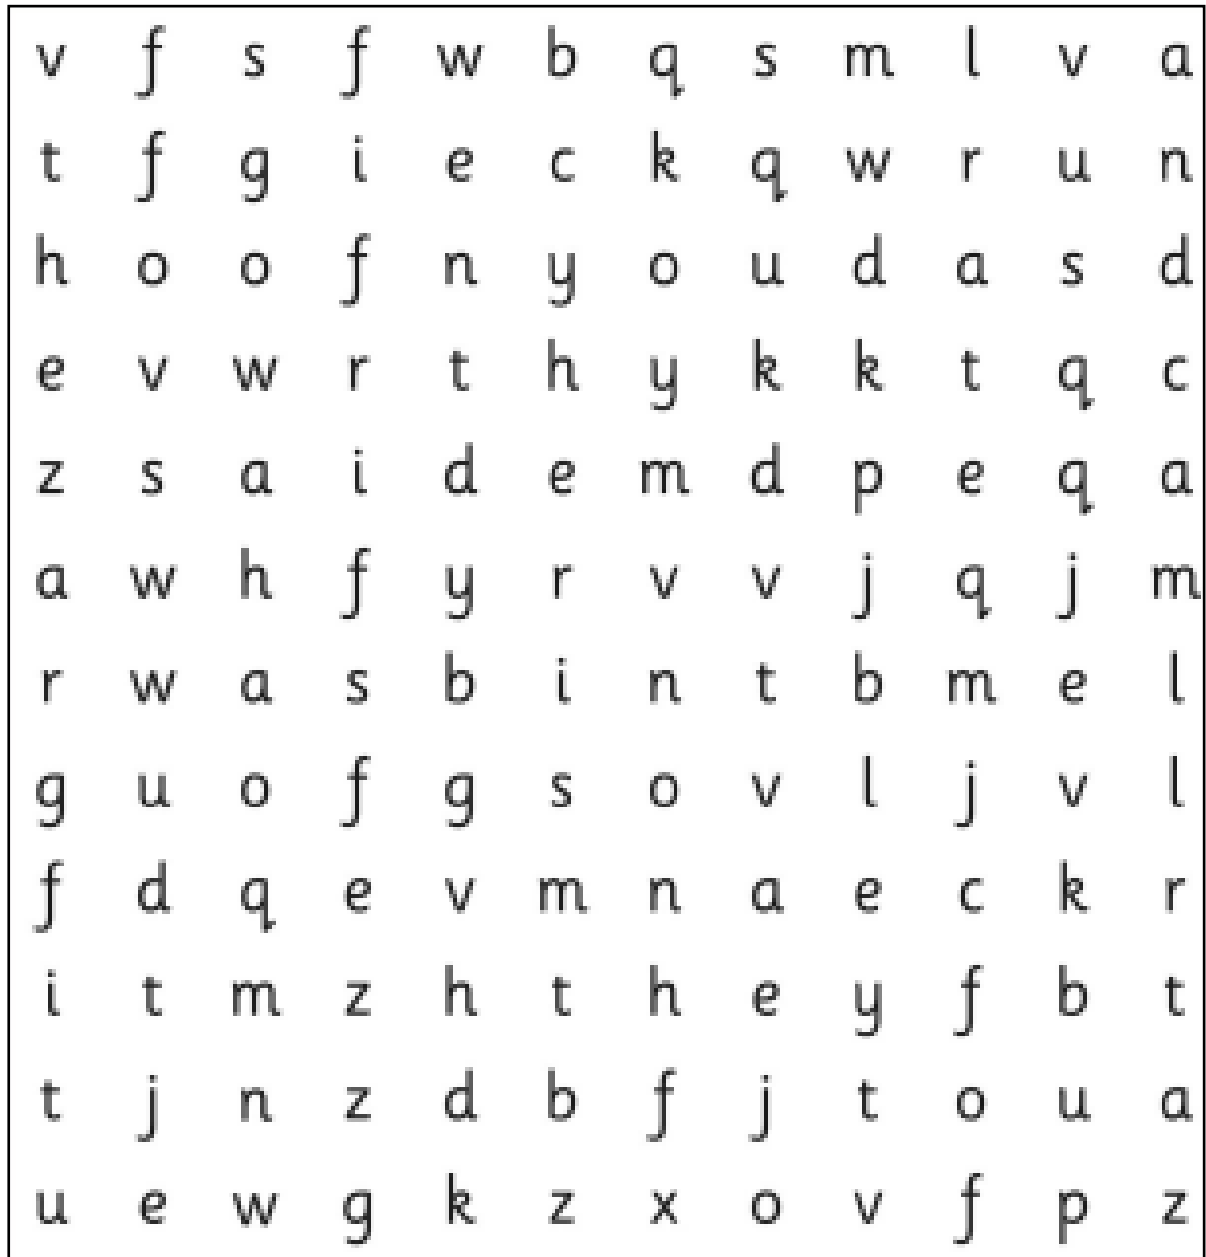 v f s f w b q s m l v a
t f g i e c k q w r u n
h o o f n y o u d a s d
e v w r t h y k k t q c
z s a i d e m d p e q a
a w h f y r v v j q j m
r w a s b i n t b m e l
g u o f g s o v l j v l
f d q e v m n a e c k r
i t m z h t h e y f b t
t j n z d b f j t o u a
u e w g k z x o v f p z